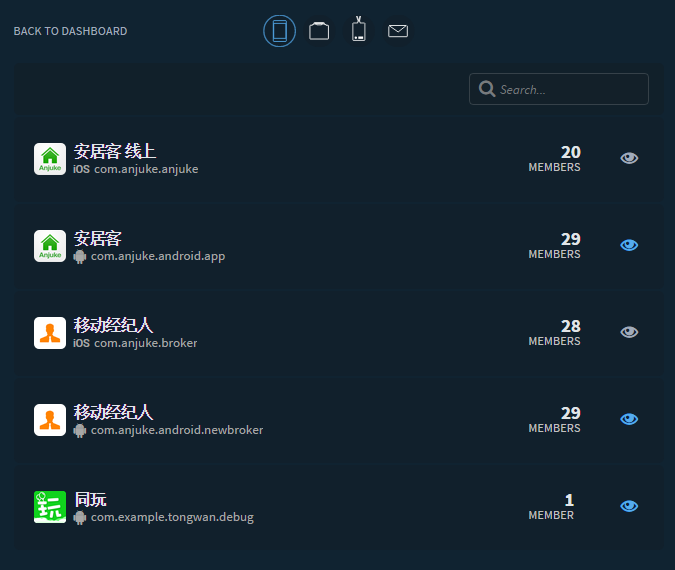 BACK TO DASHBOARD
Search...
安居客 线上
20
Anjuke
iOS com.anjuke.anjuke
MEMBERS
安居客
29
Anjuke
com.anjuke.android.app
MEMBERS
移动经纪人
28
iOS com.anjuke.broker
MEMBERS
移动经纪人
29
com.anjuke.android.newbroker
MEMBERS
玩
同玩
1
com.example.tongwan.debug
MEMBER